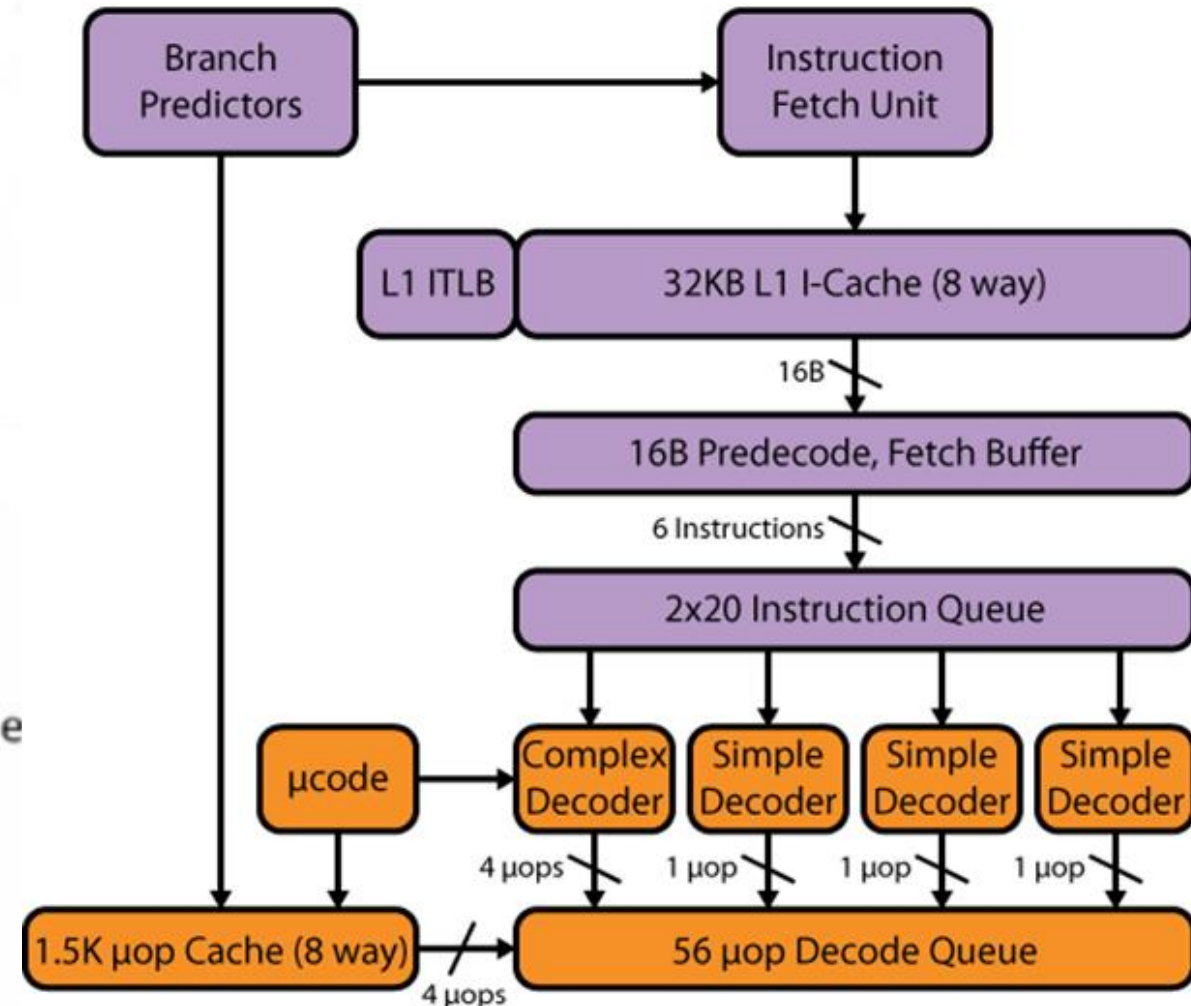 Branch
Predictors
Instruction
Fetch Unit
L1 ITLB
32KB L1 I-Cache (8 way)
16B
16B Predecode, Fetch Buffer
6 Instructions
2x20 Instruction Queue
e
µcode
Complex
Decoder
Simple
Decoder
Simple
Decoder
Simple
Decoder
4 µops
1 µop
1 µop
1 µop
1.5K µop Cache (8 way)
4 µops
56 µop Decode Queue